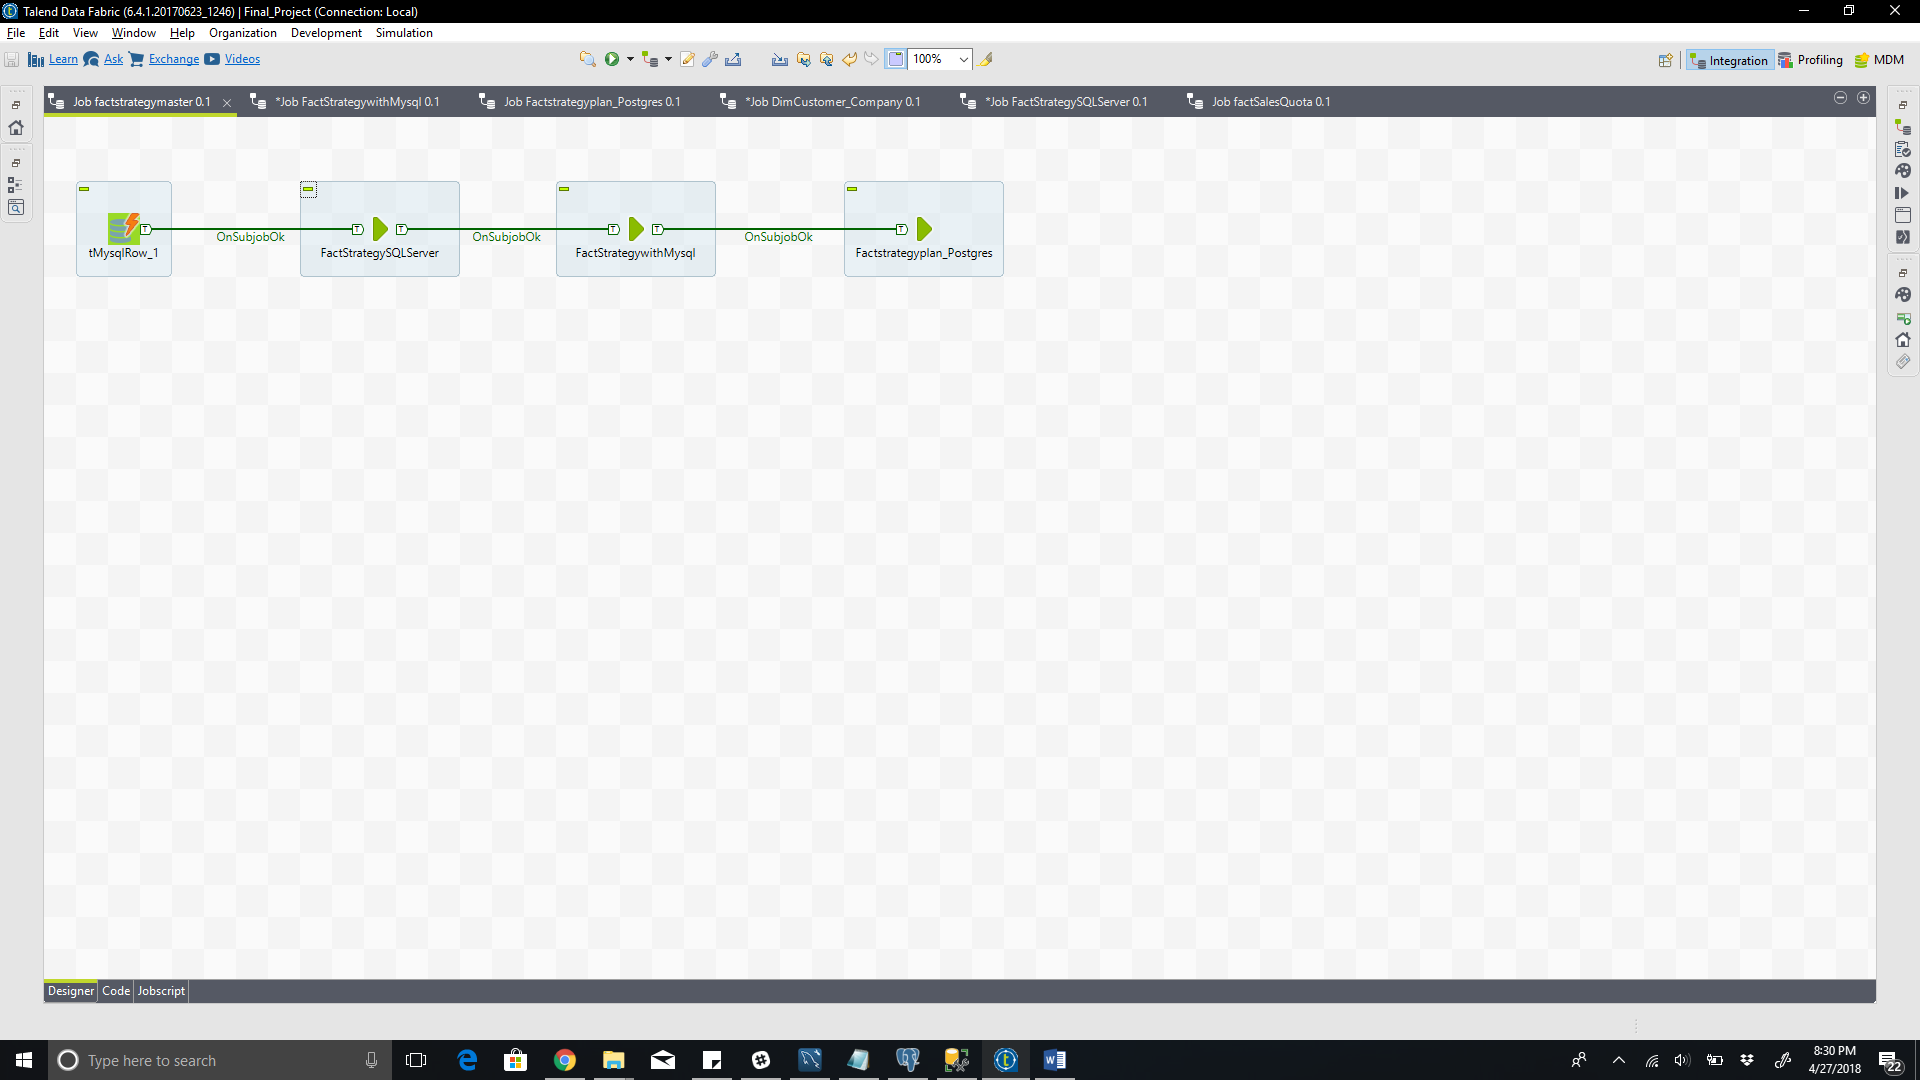 Talend Data Fabric (6.4.1.20170623_1246) | Final_Project (Connection: Local)
File Edit View Window Help Organization Development Simulation
Learn Ask Exchange Videos 100% Integration Profiling MDM
Job factstrategymaster 0.1 *Job FactStrategywithMysql 0.1 Job Factstrategyplan_Postgres 0.1 *Job DimCustomer_Company 0.1 *Job FactStrategySQLServer 0.1 Job factSalesQuota 0.1
T T T T T T
OnSubjobOk OnSubjobOk OnSubjobOk
tMysqlRow_1 FactStrategySQLServer FactStrategywithMysql Factstrategyplan_Postgres
Designer Code Jobscript
Type here to search
8:30 PM
4/27/2018
22